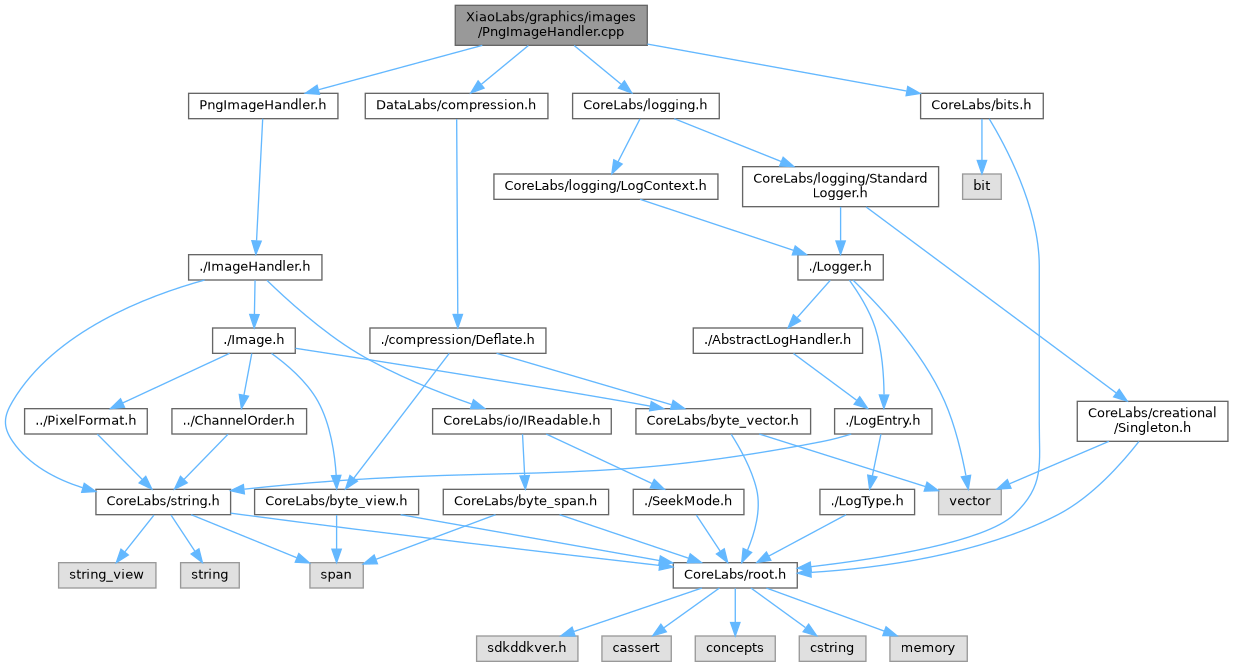 XiaoLabs/graphics/images
/PngImageHandler.cpp
PngImageHandler.h
DataLabs/compression.h
CoreLabs/logging.h
CoreLabs/bits.h
CoreLabs/logging/LogContext.h
CoreLabs/logging/Standard
Logger.h
bit
./ImageHandler.h
./Logger.h
./Image.h
./compression/Deflate.h
./AbstractLogHandler.h
../PixelFormat.h
../ChannelOrder.h
CoreLabs/io/IReadable.h
CoreLabs/byte_vector.h
./LogEntry.h
CoreLabs/creational
/Singleton.h
CoreLabs/string.h
CoreLabs/byte_view.h
CoreLabs/byte_span.h
./SeekMode.h
./LogType.h
vector
string_view
string
span
CoreLabs/root.h
sdkddkver.h
cassert
concepts
cstring
memory